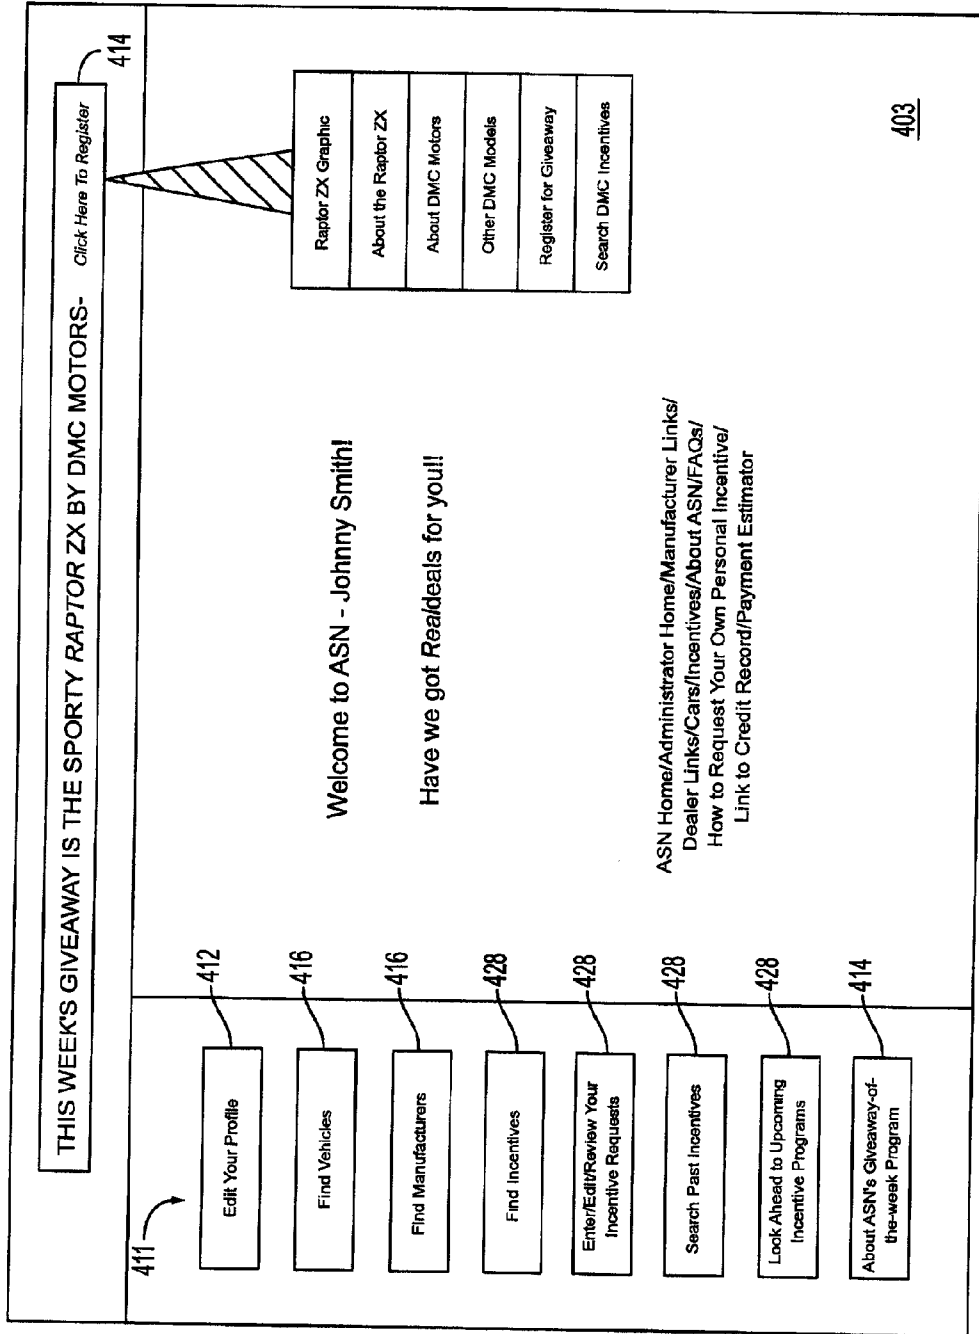 THIS WEEK'S GIVEAWAY IS THE SPORTY RAPTOR ZX BY DMC MOTORS- Click Here To Register
414
411
Edit Your Profile
412
Find Vehicles
416
Find Manufacturers
416
Find Incentives
428
Enter/Edit/Review Your
Incentive Requests
428
Search Past Incentives
428
Look Ahead to Upcoming
Incentive Programs
428
About ASN's Giveaway-of-
the-week Program
414
Welcome to ASN - Johnny Smith!
Have we got Realdeals for you!!
ASN Home/Administrator Home/Manufacturer Links/
Dealer Links/Cars/Incentives/About ASN/FAQs/
How to Request Your Own Personal Incentive/
Link to Credit Record/Payment Estimator
Raptor ZX Graphic
About the Raptor ZX
About DMC Motors
Other DMC Models
Register for Giveaway
Search DMC Incentives
403